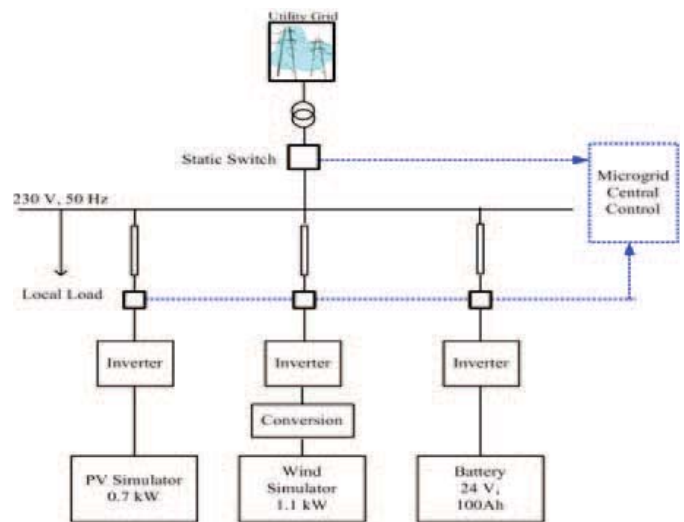 Utility Grid
Static Switch
Microgrid
Central
Control
230 V, 50 Hz
Local Load
Inverter
Inverter
Inverter
Conversion
PV Simulator
0.7 kW
Wind
Simulator
1.1 kW
Battery
24 V,
100Ah